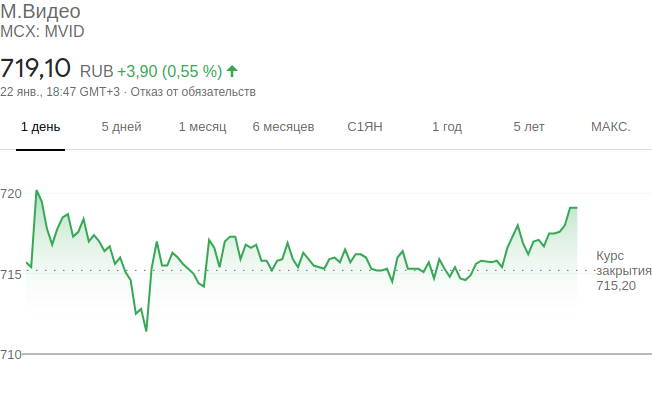 М.Видео
MCX: MVID
719,10 RUB +3,90 (0,55 %)
22 янв., 18:47 GMT+3 · Отказ от обязательств
1 день 5 дней 1 месяц 6 месяцев С1ЯН 1 год 5 лет МАКС.
720
715
710
Курс
закрытия
715,20